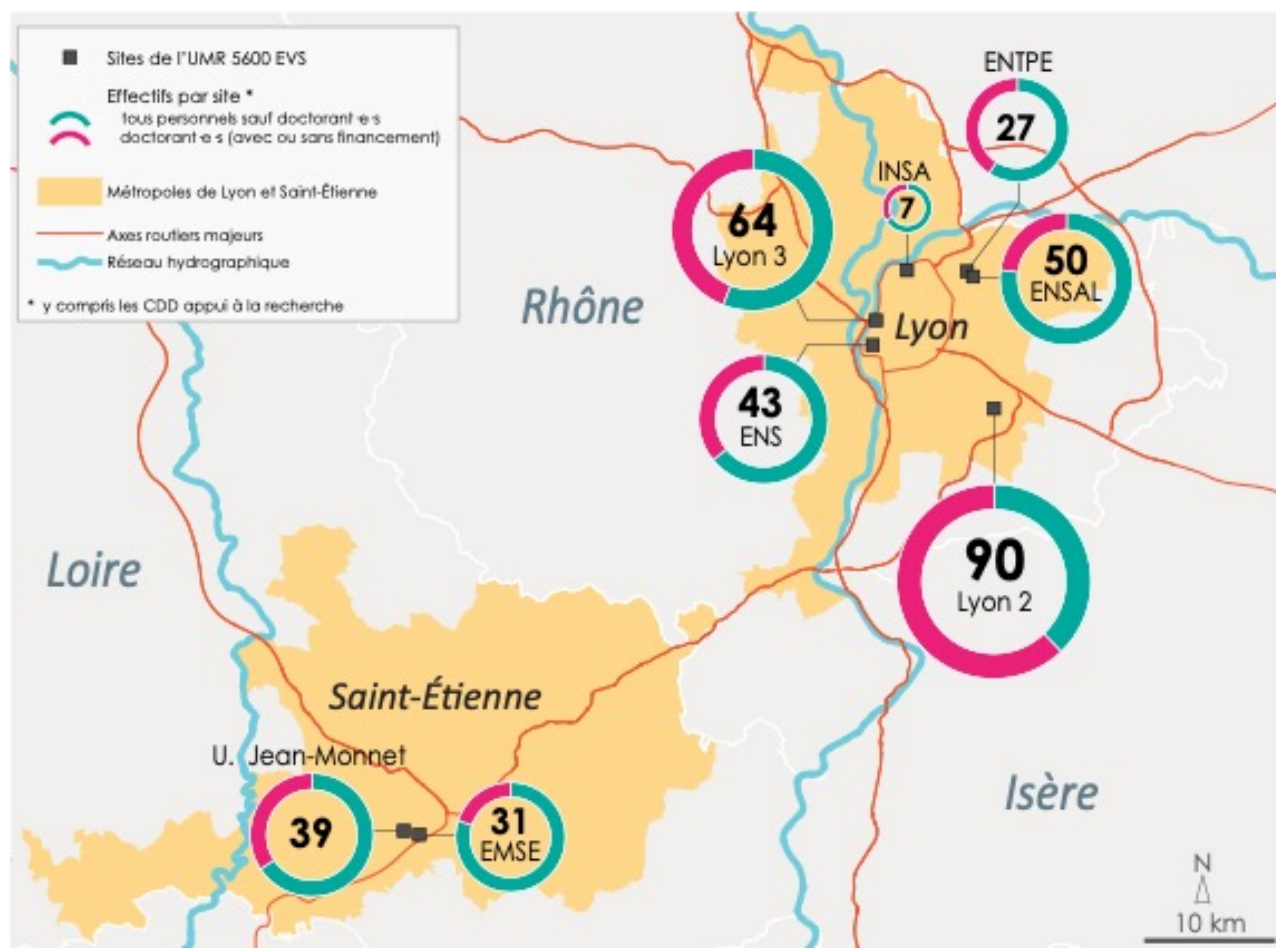 Sites de l'UMR 5600 EVS
Effectifs par site *
tous personnels sauf doctorant·e·s
doctorant·e·s (avec ou sans financement)
Métropoles de Lyon et Saint-Étienne
Axes routiers majeurs
Réseau hydrographique
* y compris les CDD appui à la recherche
ENTPE
27
INSA
7
64
Lyon 3
50
ENSAL
Rhône
Lyon
43
ENS
90
Lyon 2
Loire
Saint-Étienne
U. Jean-Monnet
39
31
EMSE
Isère
N
10 km